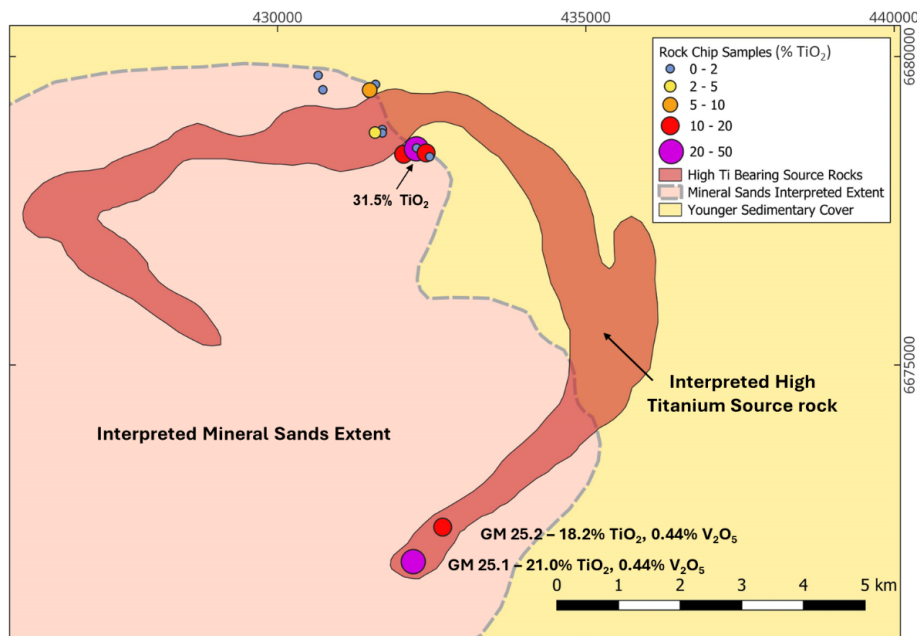 430000
435000
440000
6680000
6675000
Rock Chip Samples (% TiO₂)
0 - 2
2 - 5
5 - 10
10 - 20
20 - 50
High Ti Bearing Source Rocks
Mineral Sands Interpreted Extent
Younger Sedimentary Cover
31.5% TiO₂
Interpreted High
Titanium Source rock
Interpreted Mineral Sands Extent
GM 25.2 – 18.2% TiO₂, 0.44% V₂O₅
GM 25.1 – 21.0% TiO₂, 0.44% V₂O₅
0 1 2 3 4 5 km